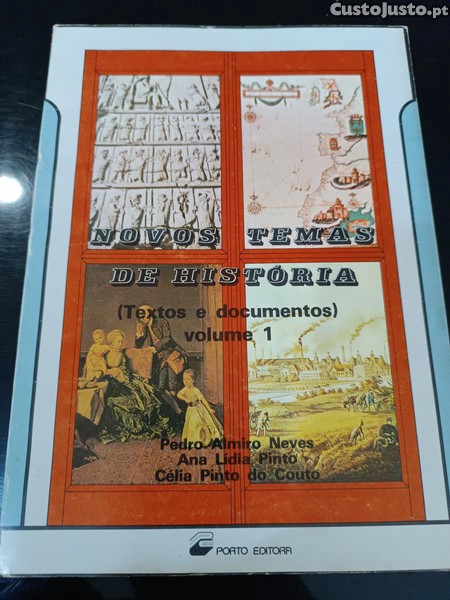 CustoJusto.pt
NOVOS TEMAS
DE HISTÓRIA
(Textos e documentos)
volume 1
Pedro Almiro Neves
Ana Lídia Pinto
Célia Pinto do Couto
PORTO EDITORA